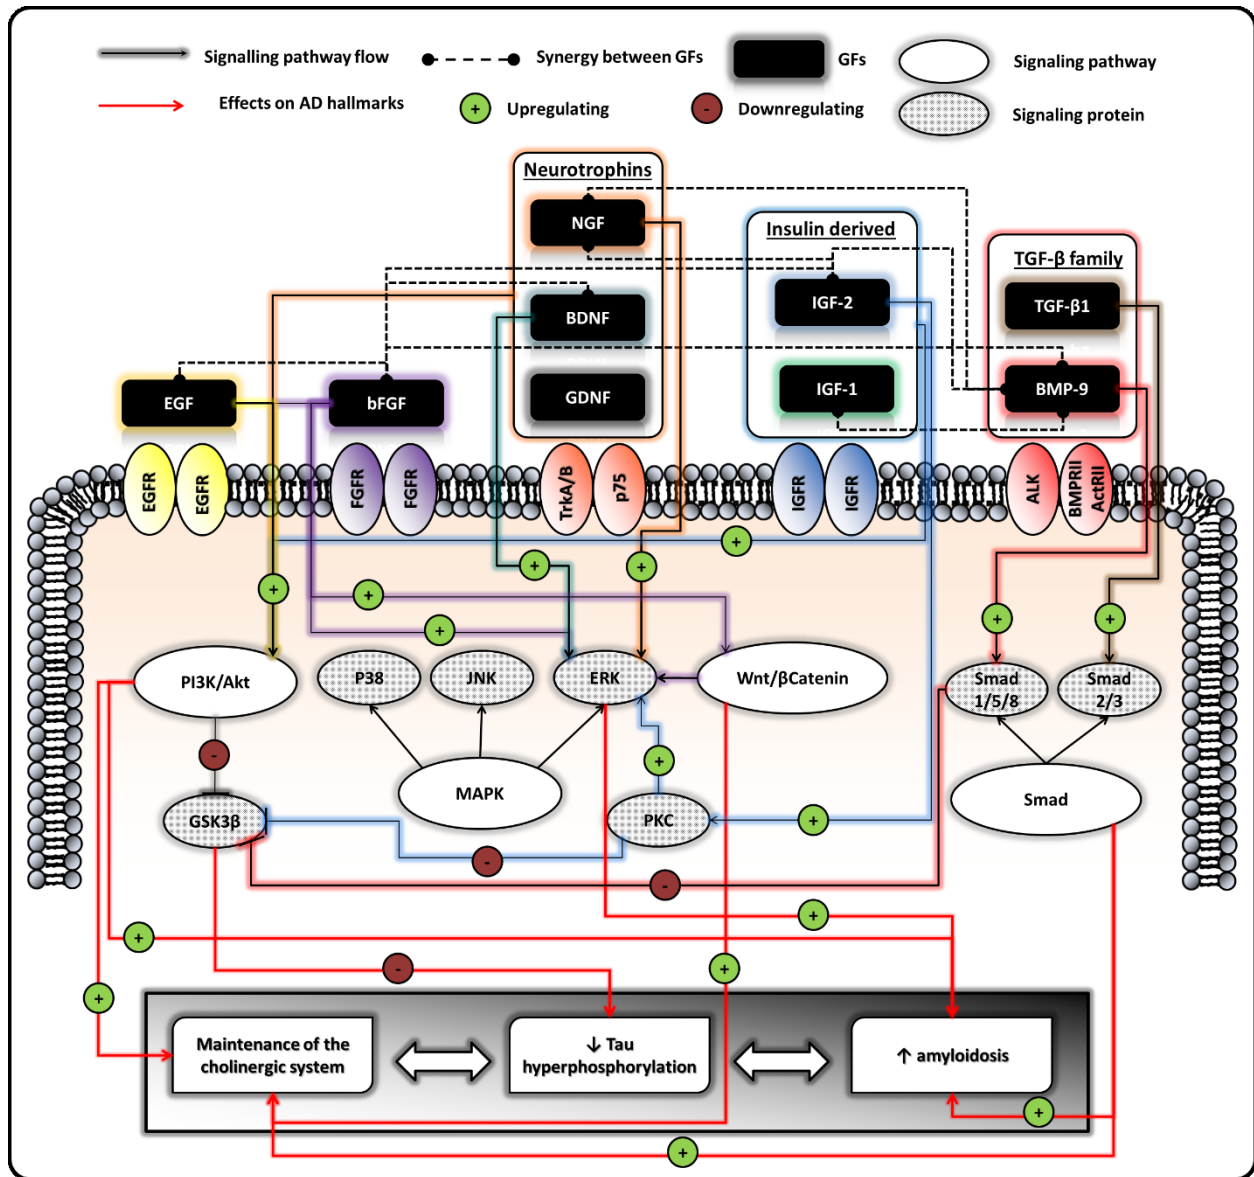 Signalling pathway flow
Synergy between GFs
GFs
Signaling pathway
Effects on AD hallmarks
+
Upregulating
-
Downregulating
Signaling protein
Neurotrophins
NGF
BDNF
GDNF
Insulin derived
IGF-2
IGF-1
TGF-β family
TGF-β1
BMP-9
EGF
bFGF
EGFR
EGFR
FGFR
FGFR
TrkA/B
p75
IGFR
IGFR
ALK
BMPRII
ActRII
+
+
+
+
+
+
+
+
PI3K/Akt
P38
JNK
ERK
Wnt/βCatenin
Smad
1/5/8
Smad
2/3
-
+
MAPK
Smad
GSK3β
PKC
+
-
-
+
+
-
+
+
Maintenance of the
cholinergic system
↓ Tau
hyperphosphorylation
↑ amyloidosis
+
+